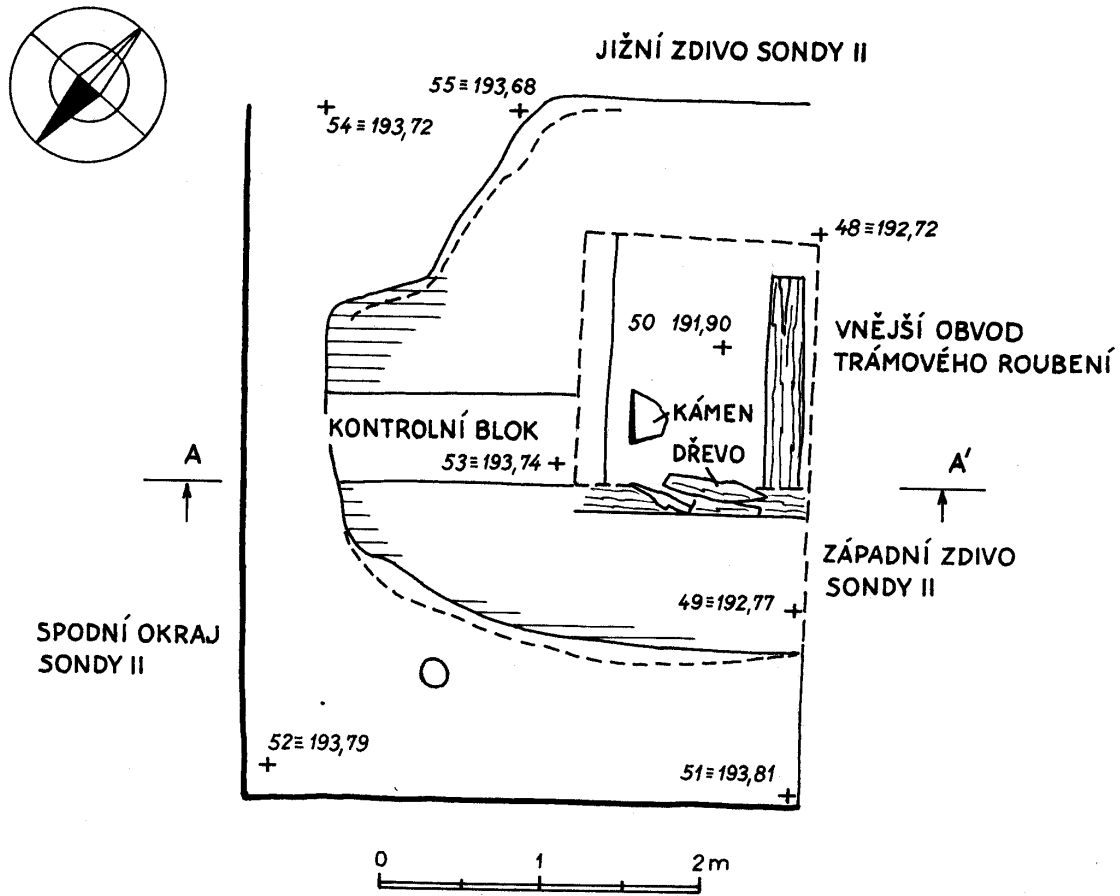 JIŽNÍ ZDIVO SONDY II
55≡193,68
54≡193,72
48≡192,72
50 191,90
VNĚJŠÍ OBVOD
TRÁMOVÉHO ROUBENÍ
KÁMEN
KONTROLNÍ BLOK
DŘEVO
A
53≡193,74
A′
ZÁPADNÍ ZDIVO
SONDY II
49≡192,77
SPODNÍ OKRAJ
SONDY II
52≡193,79
51≡193,81
0 1 2m